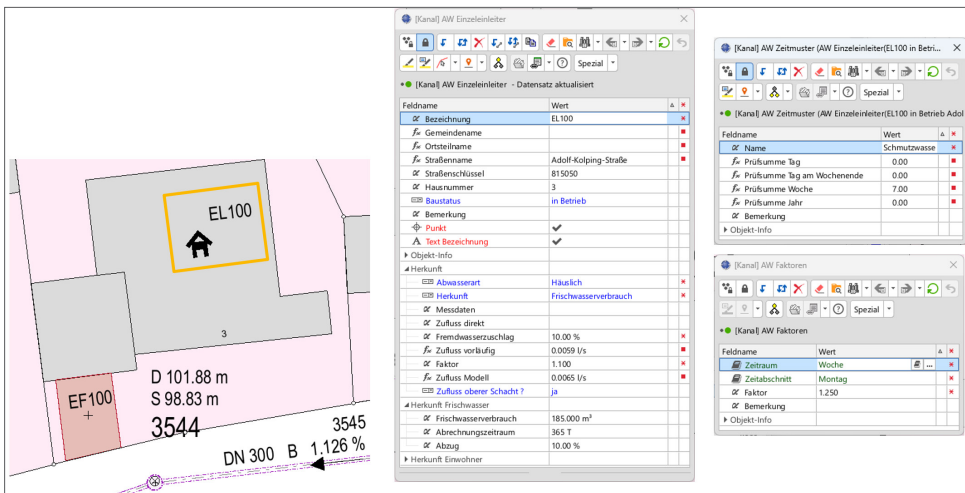 EL100
3
EF100
D 101.88 m
S 98.83 m
3544
3545
DN 300 B 1.126 %
[Kanal] AW Einzeleinleiter
Spezial
[Kanal] AW Einzeleinleiter - Datensatz aktualisiert
Feldname Wert
Bezeichnung EL100
Gemeindename
Ortsteilname
Straßenname Adolf-Kolping-Straße
Straßenschlüssel 815050
Hausnummer 3
Baustatus in Betrieb
Bemerkung
Punkt ✔
Text Bezeichnung ✔
Objekt-Info
Herkunft
Abwasserart Häuslich
Herkunft Frischwasserverbrauch
Messdaten
Zufluss direkt
Fremdwasserzuschlag 10.00 %
Zufluss vorläufig 0.0059 l/s
Faktor 1.100
Zufluss Modell 0.0065 l/s
Zufluss oberer Schacht ? ja
Herkunft Frischwasser
Frischwasserverbrauch 185.000 m³
Abrechnungszeitraum 365 T
Abzug 10.00 %
Herkunft Einwohner
[Kanal] AW Zeitmuster (AW Einzeleinleiter(EL100 in Betri...
Spezial
[Kanal] AW Zeitmuster (AW Einzeleinleiter(EL100 in Betrieb Adol
Feldname Wert
Name Schmutzwasse
Prüfsumme Tag 0.00
Prüfsumme Tag am Wochenende 0.00
Prüfsumme Woche 7.00
Prüfsumme Jahr 0.00
Bemerkung
Objekt-Info
[Kanal] AW Faktoren
Spezial
[Kanal] AW Faktoren
Feldname Wert
Zeitraum Woche ...
Zeitabschnitt Montag
Faktor 1.250
Bemerkung
Objekt-Info